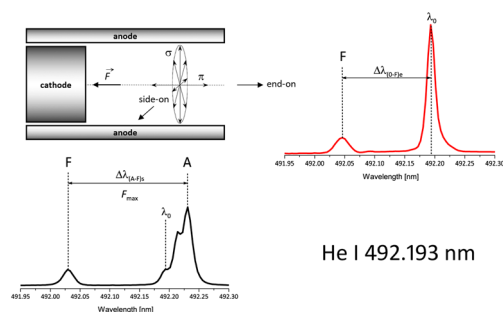 anode
cathode
F
σ
π
side-on
end-on
anode
λ0
F
Δλ(0-F)e
491.95 492.00 492.05 492.10 492.15 492.20 492.25 492.30
Wavelength [nm]
F
A
Δλ(A-F)s
Fmax
λ0
491.95 492.00 492.05 492.10 492.15 492.20 492.25 492.30
Wavelength [nm]
He I 492.193 nm